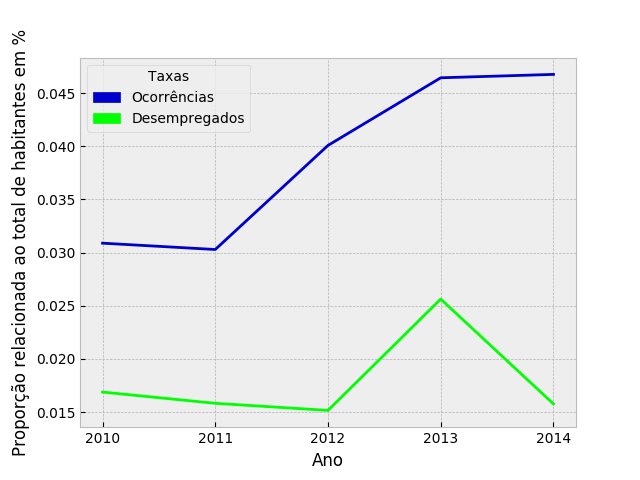 Proporção relacionada ao total de habitantes em %
Taxas
Ocorrências
Desempregados
0.045
0.040
0.035
0.030
0.025
0.020
0.015
2010 2011 2012 2013 2014
Ano